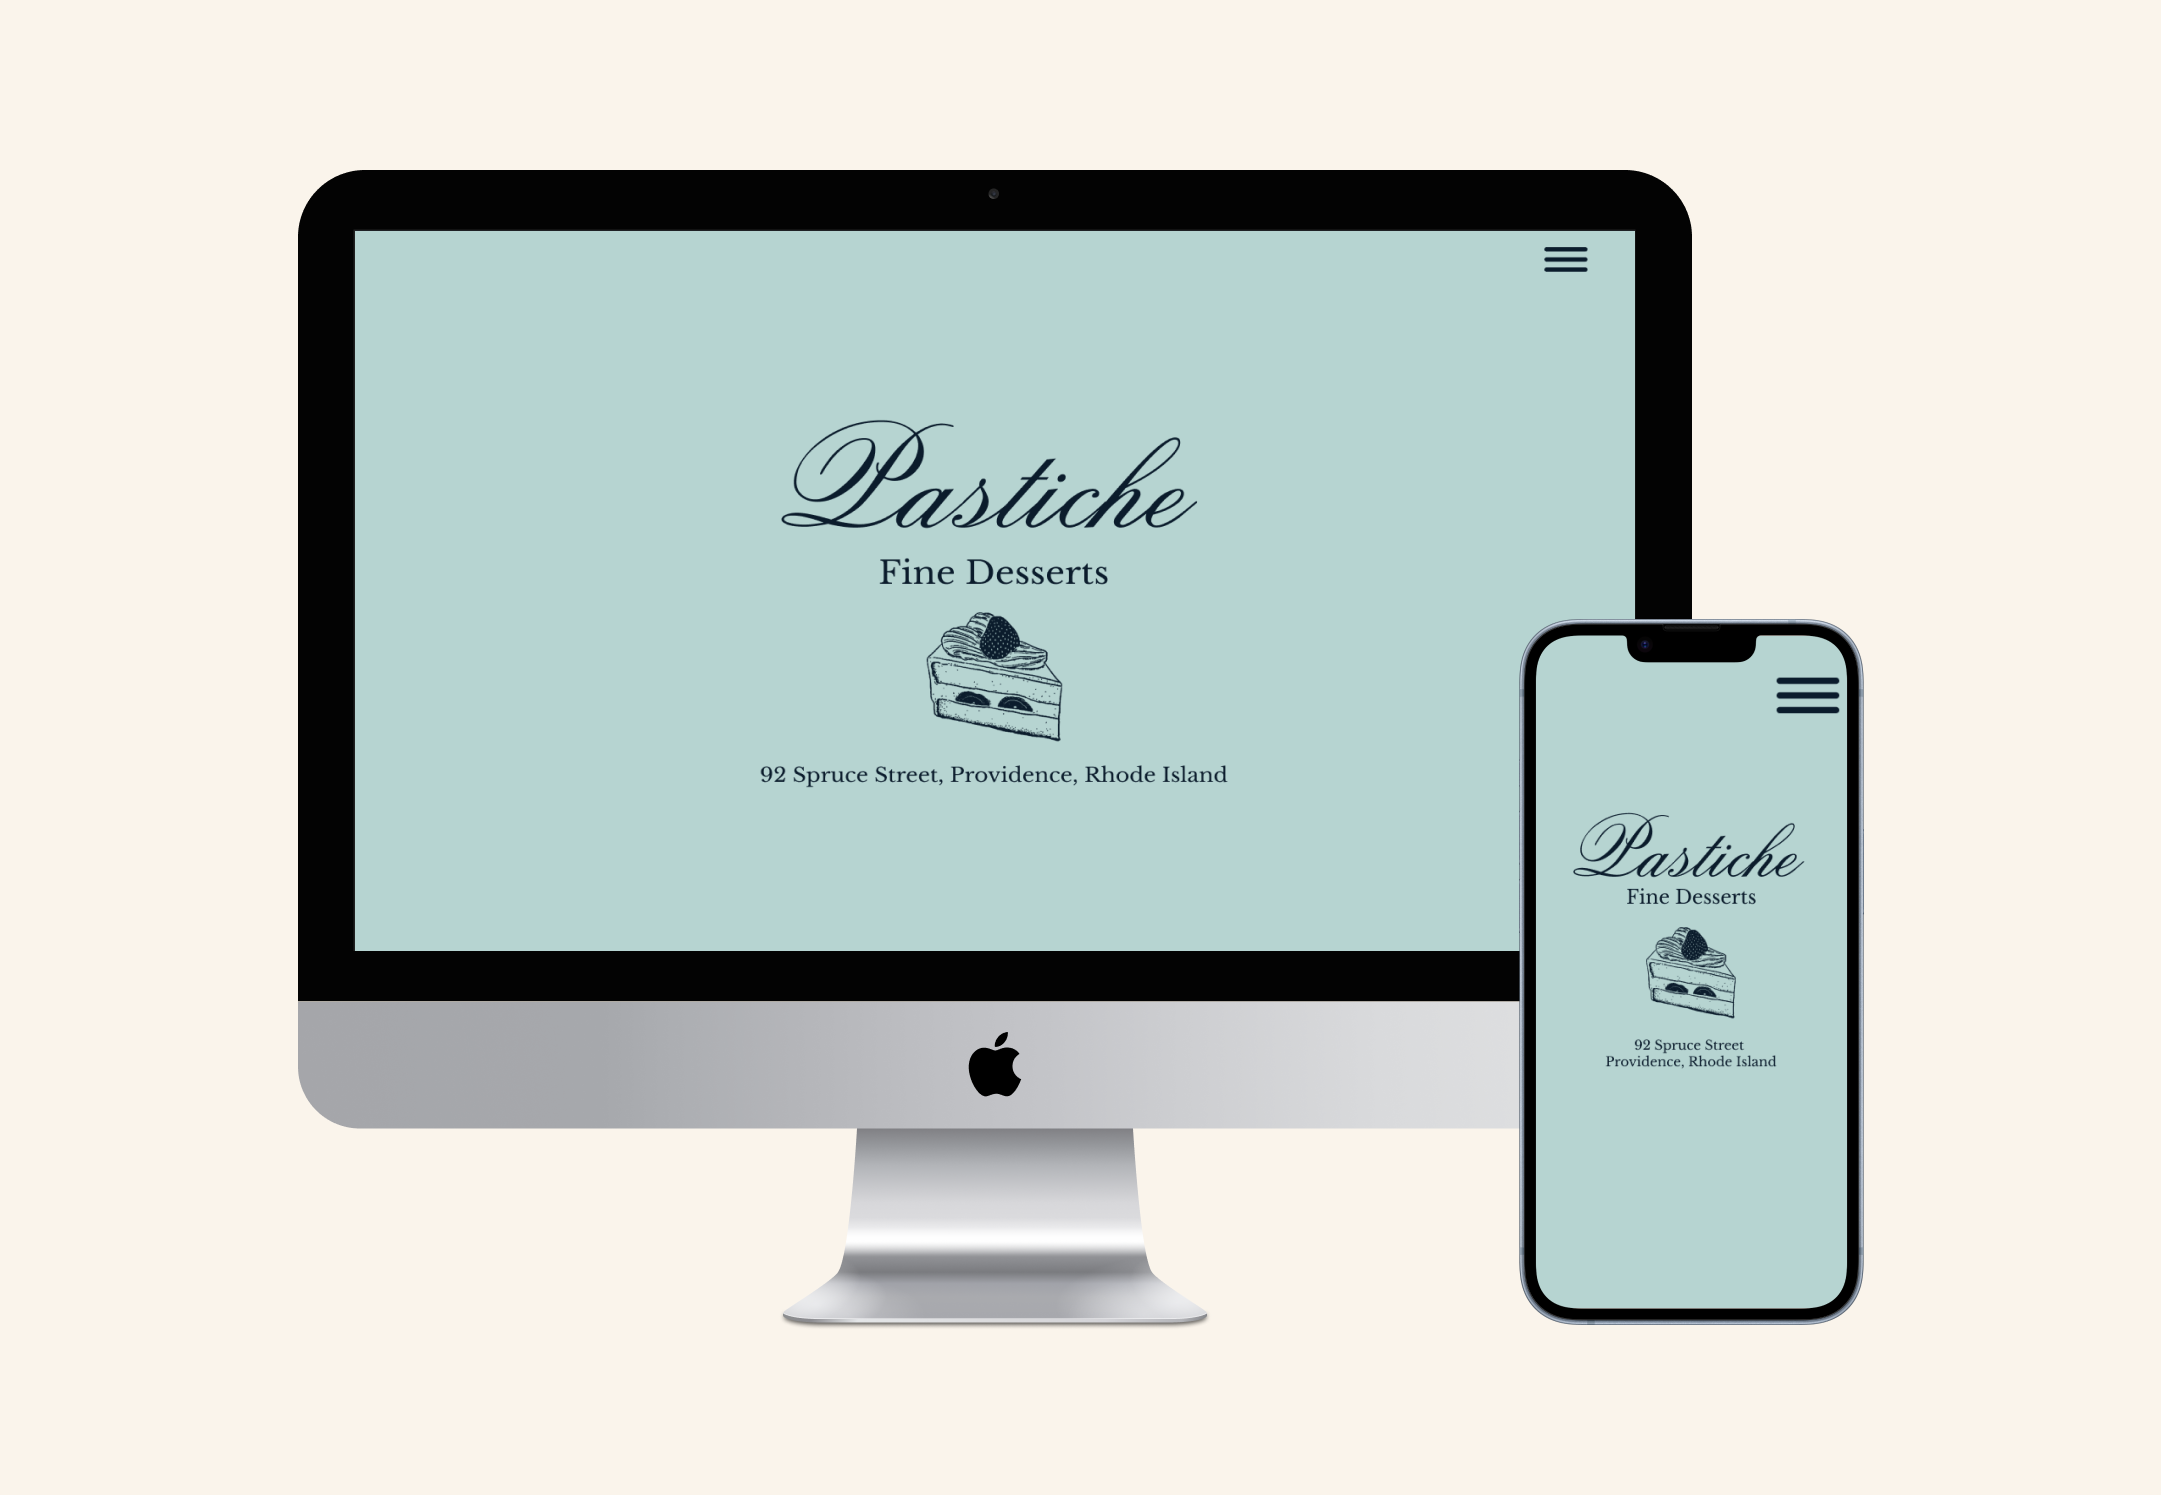 Pastiche
Fine Desserts
92 Spruce Street, Providence, Rhode Island
Pastiche
Fine Desserts
92 Spruce Street
Providence, Rhode Island